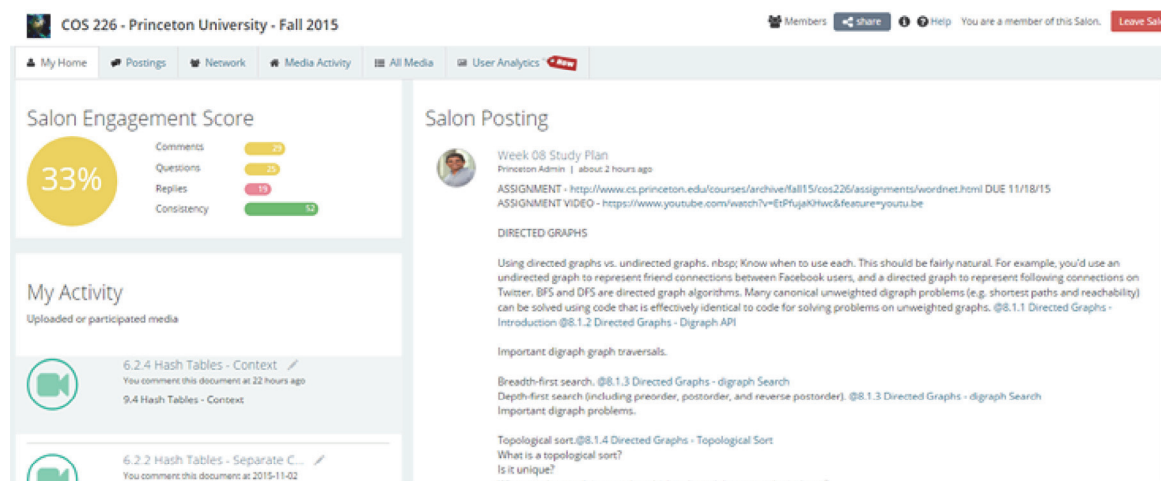 COS 226 - Princeton University - Fall 2015
Members share Help You are a member of this Salon. Leave
My Home Postings Network Media Activity All Media User Analytics
Salon Engagement Score
33%
Comments 29
Questions 25
Replies 19
Consistency 52
My Activity
Uploaded or participated media
6.2.4 Hash Tables - Context
You comment this document at 22 hours ago
9.4 Hash Tables - Context
6.2.2 Hash Tables - Separate C...
You comment this document at 2015-11-02
Salon Posting
Week 08 Study Plan
Princeton Admin | about 2 hours ago
ASSIGNMENT - http://www.cs.princeton.edu/courses/archive/fall15/cos226/assignments/wordnet.html DUE 11/18/15
ASSIGNMENT VIDEO - https://www.youtube.com/watch?v=EtPfujaKHwc&feature=youtu.be
DIRECTED GRAPHS
Using directed graphs vs. undirected graphs. nbsp; Know when to use each. This should be fairly natural. For example, you'd use an
undirected graph to represent friend connections between Facebook users, and a directed graph to represent following connections on
Twitter. BFS and DFS are directed graph algorithms. Many canonical unweighted digraph problems (e.g. shortest paths and reachability)
can be solved using code that is effectively identical to code for solving problems on unweighted graphs. @8.1.1 Directed Graphs -
Introduction @8.1.2 Directed Graphs - Digraph API
Important digraph graph traversals.
Breadth-first search. @8.1.3 Directed Graphs - digraph Search
Depth-first search (including preorder, postorder, and reverse postorder). @8.1.3 Directed Graphs - digraph Search
Important digraph problems.
Topological sort.@8.1.4 Directed Graphs - Topological Sort
What is a topological sort?
Is it unique?